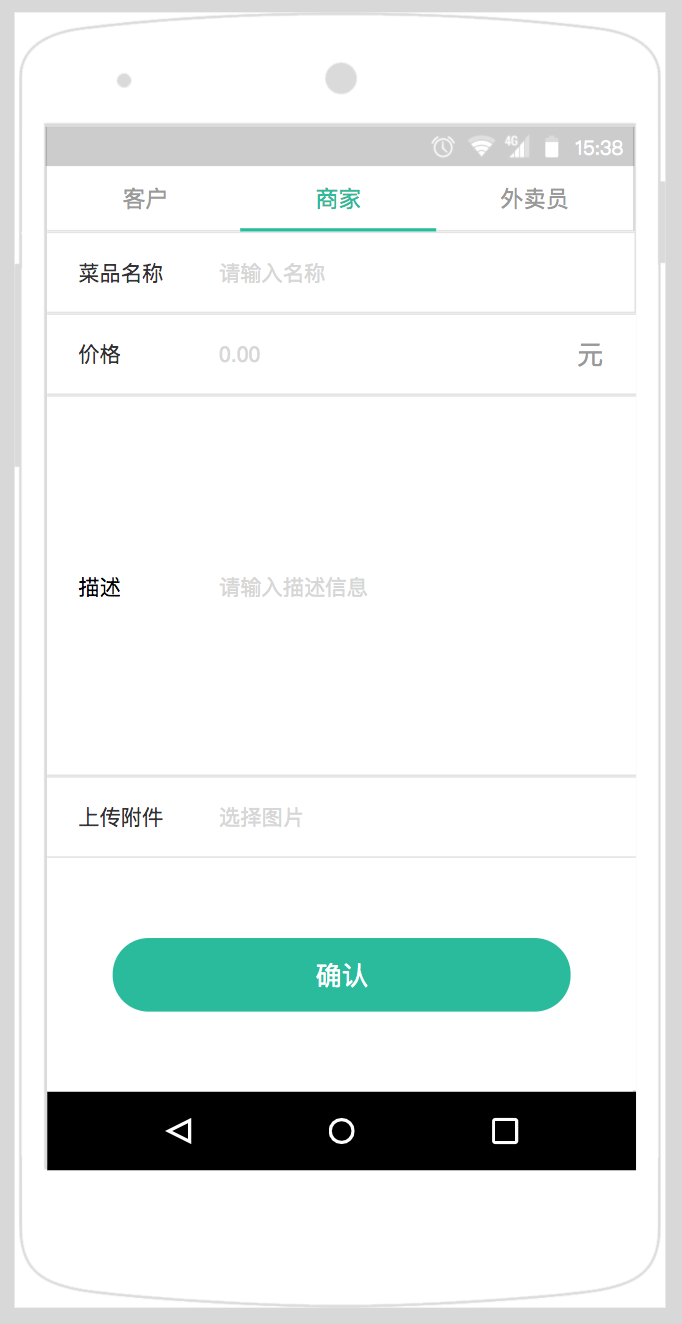 4G 15:38
客户 商家 外卖员
菜品名称 请输入名称
价格 0.00 元
描述 请输入描述信息
上传附件 选择图片
确认